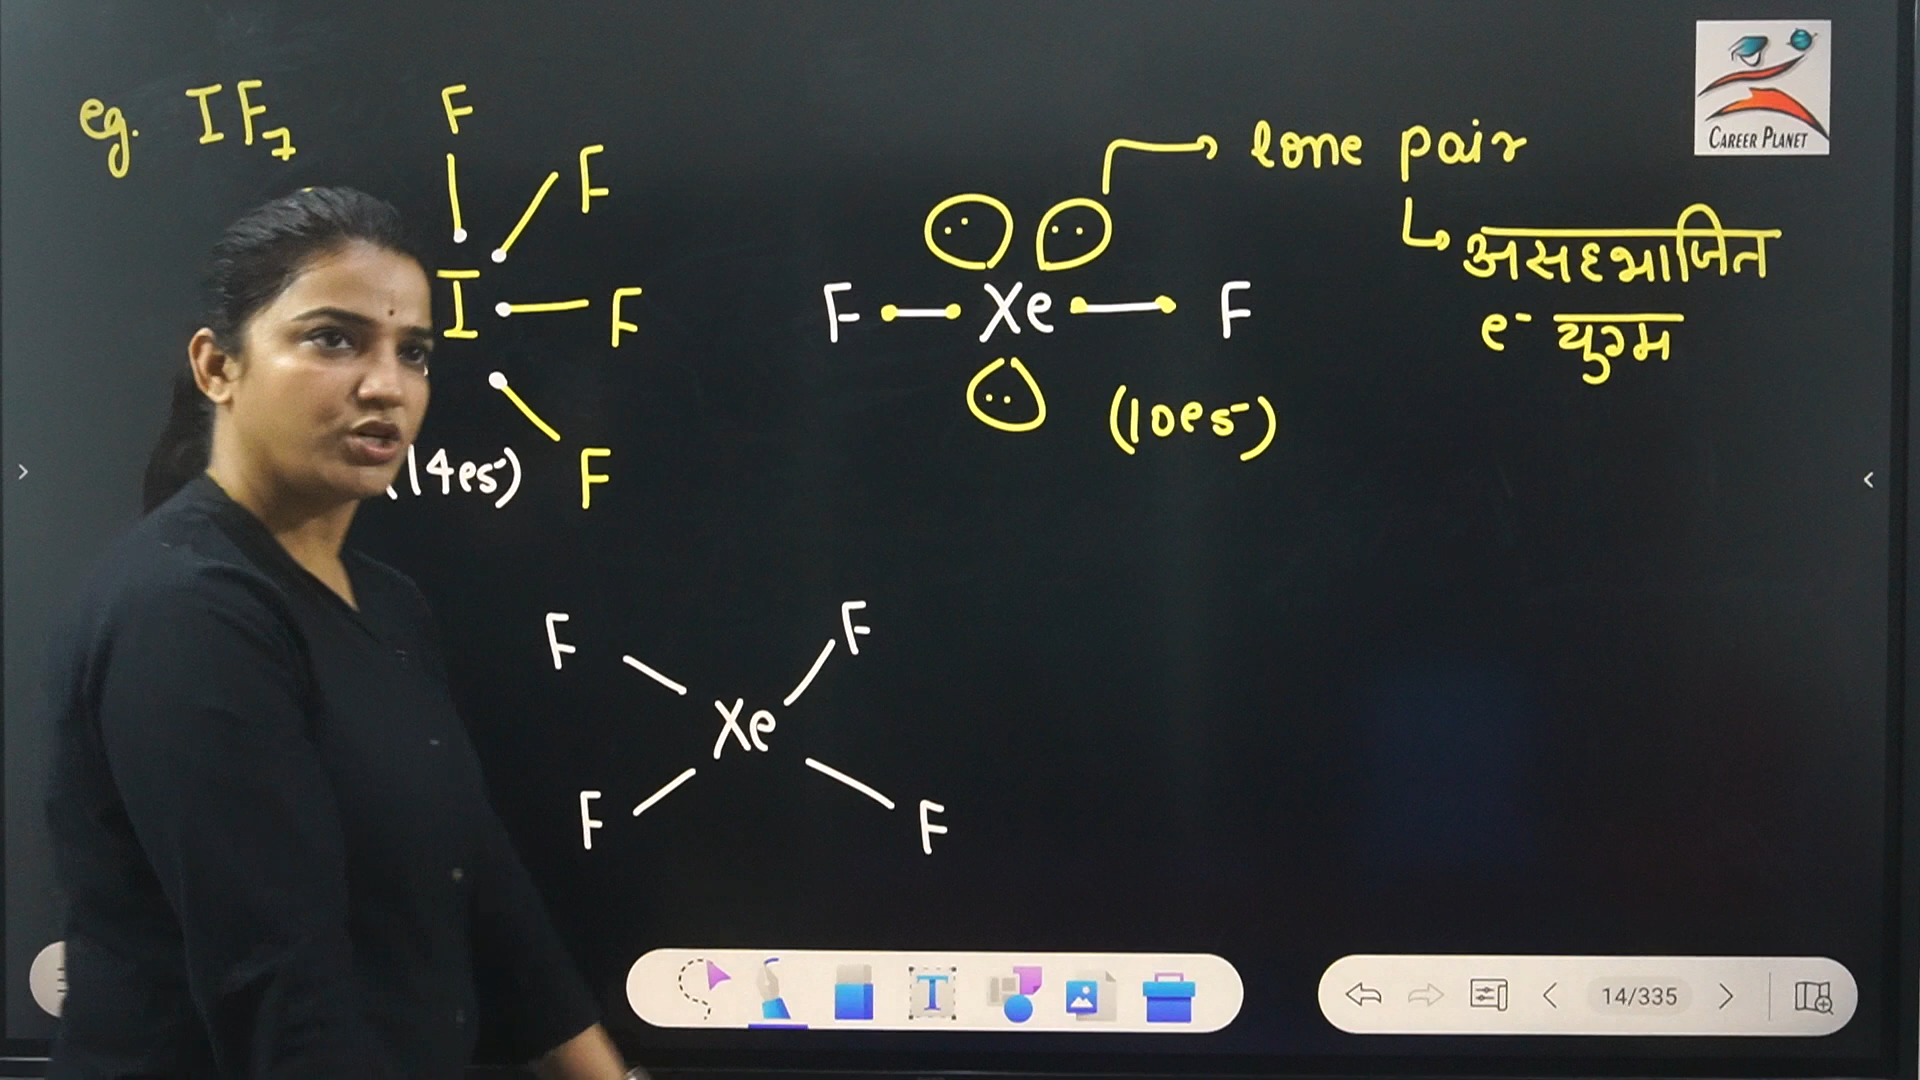 eg. IF7
F
F
I F
F
(14es-)
lone pair
असहभाजित
e- युग्म
F Xe F
(10es-)
F F
Xe
F F
CAREER PLANET
T
14/335